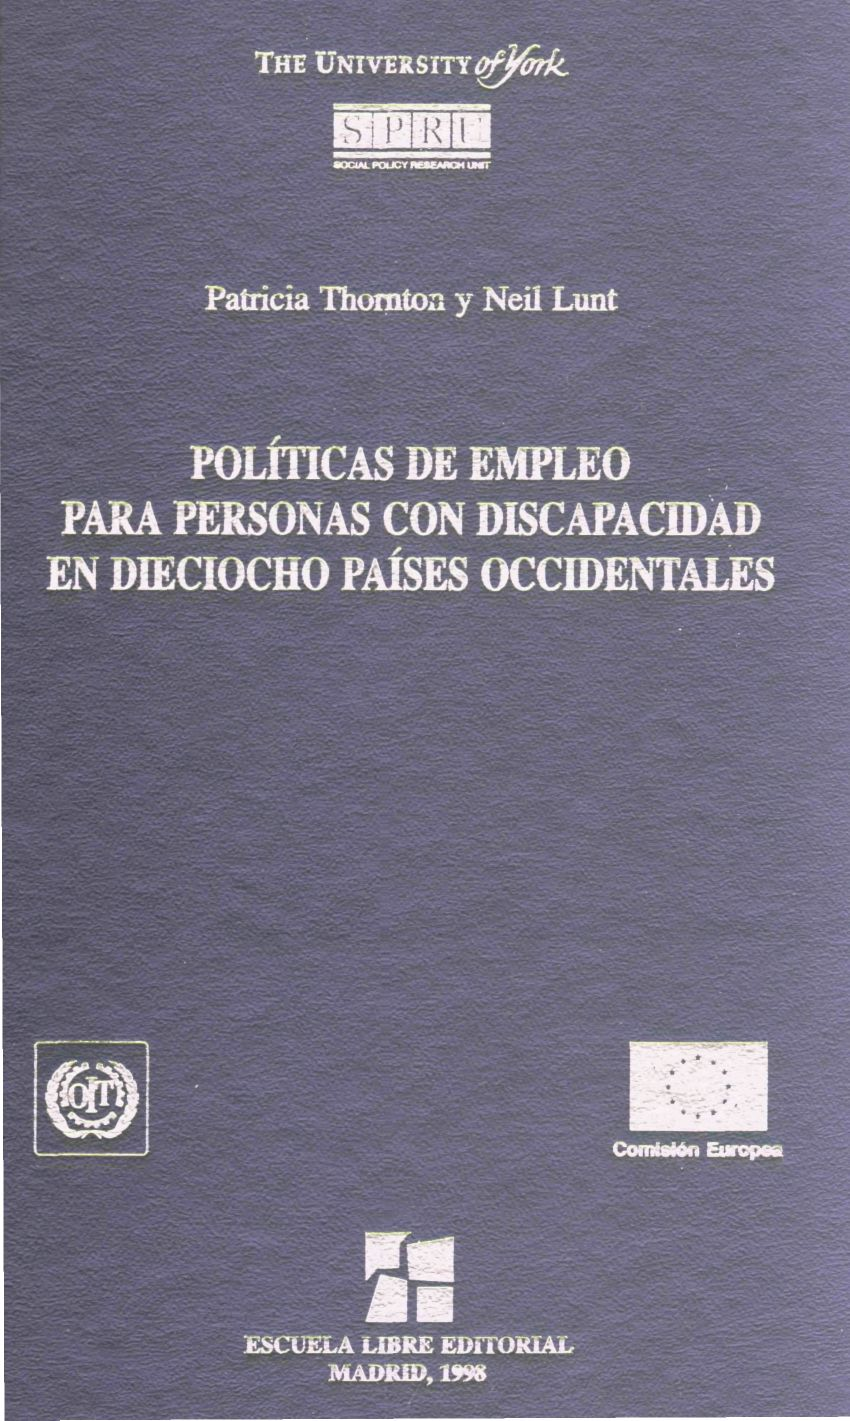 THE UNIVERSITY of York
SPRU
SOCIAL POLICY RESEARCH UNIT
Patricia Thornton y Neil Lunt
POLÍTICAS DE EMPLEO
PARA PERSONAS CON DISCAPACIDAD
EN DIECIOCHO PAÍSES OCCIDENTALES
OIT
Comisión Europea
ESCUELA LIBRE EDITORIAL
MADRID, 1998